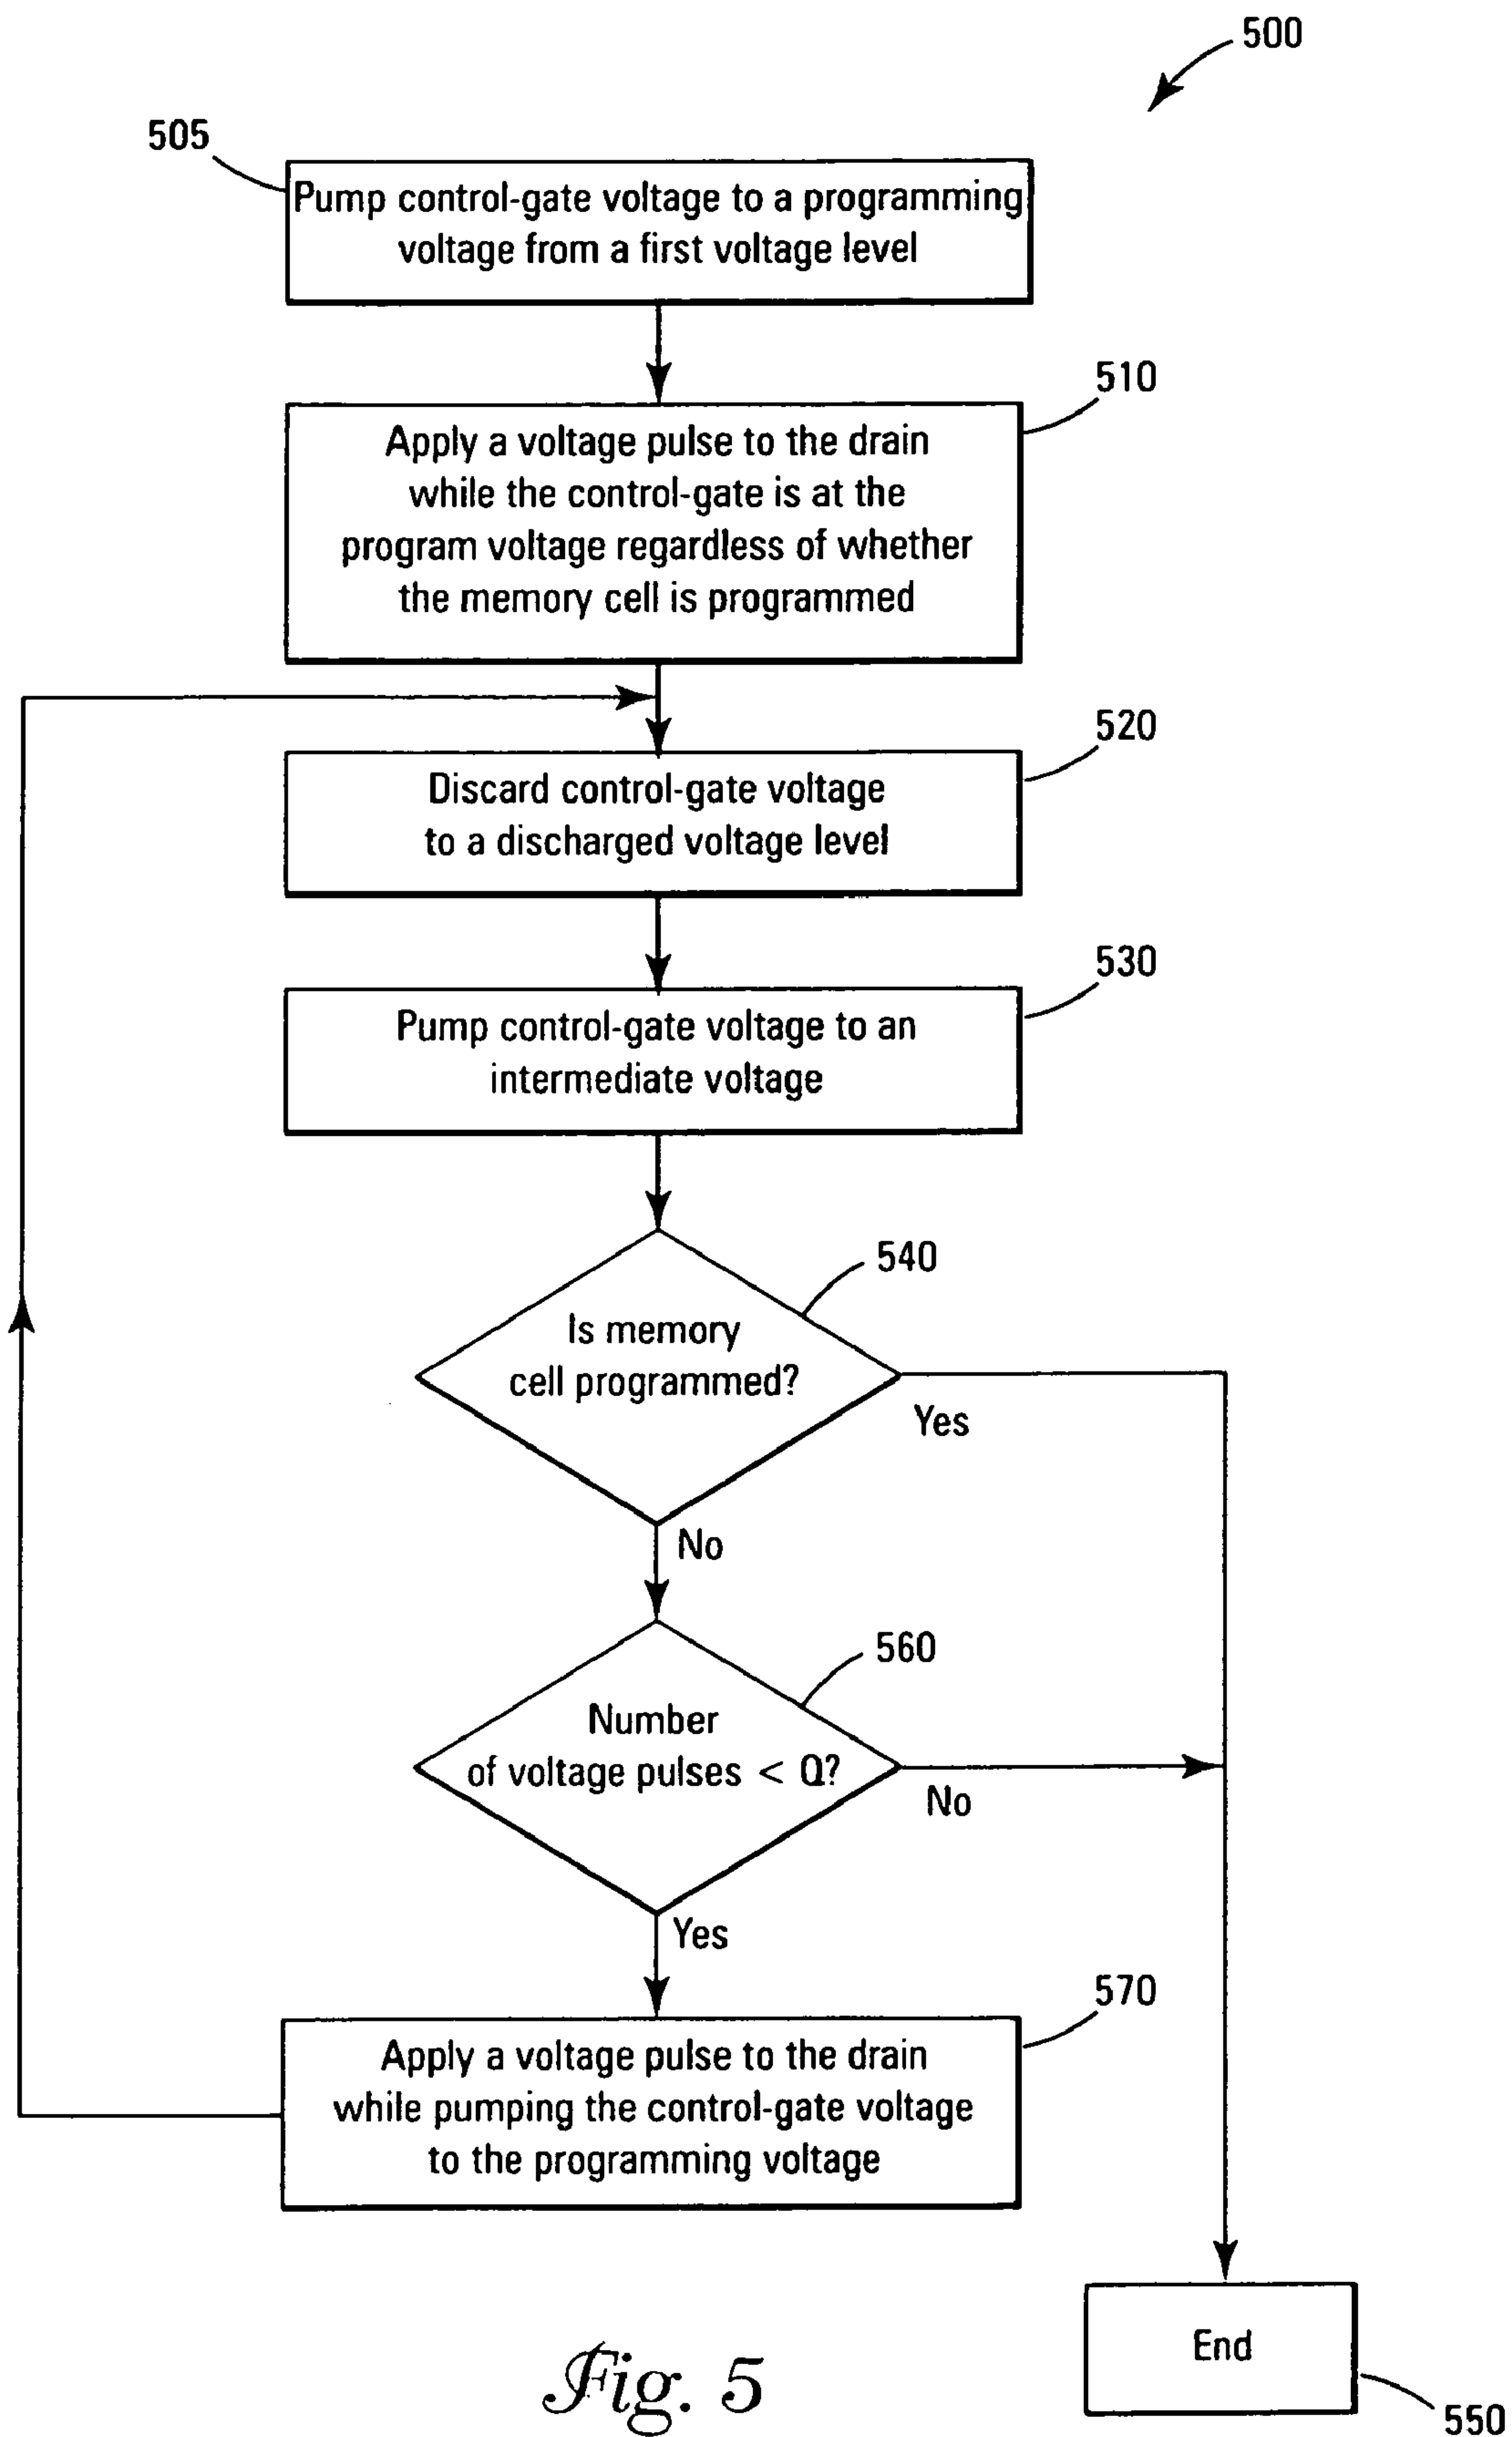 500
505
Pump control-gate voltage to a programming
voltage from a first voltage level
510
Apply a voltage pulse to the drain
while the control-gate is at the
program voltage regardless of whether
the memory cell is programmed
520
Discard control-gate voltage
to a discharged voltage level
530
Pump control-gate voltage to an
intermediate voltage
540
Is memory
cell programmed?
Yes
No
560
Number
of voltage pulses < Q?
No
Yes
570
Apply a voltage pulse to the drain
while pumping the control-gate voltage
to the programming voltage
End
550
Fig. 5